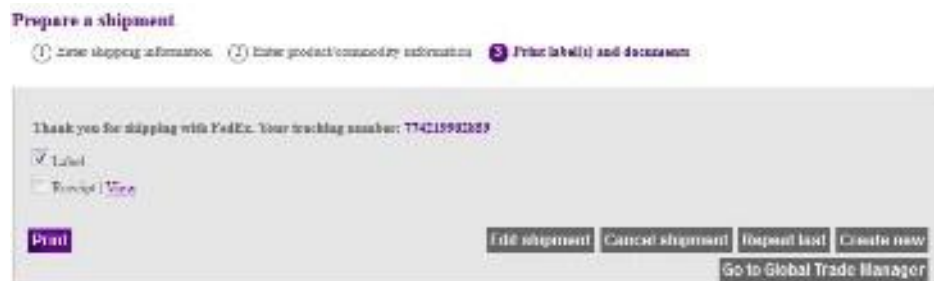 Prepare a shipment
1 Enter shipping information 2 Enter product/commodity information 3 Print label(s) and documents
Thank you for shipping with FedEx. Your tracking number:
Label
Receipt | View
Print
Edit shipment Cancel shipment Repeat last Create new
Go to Global Trade Manager